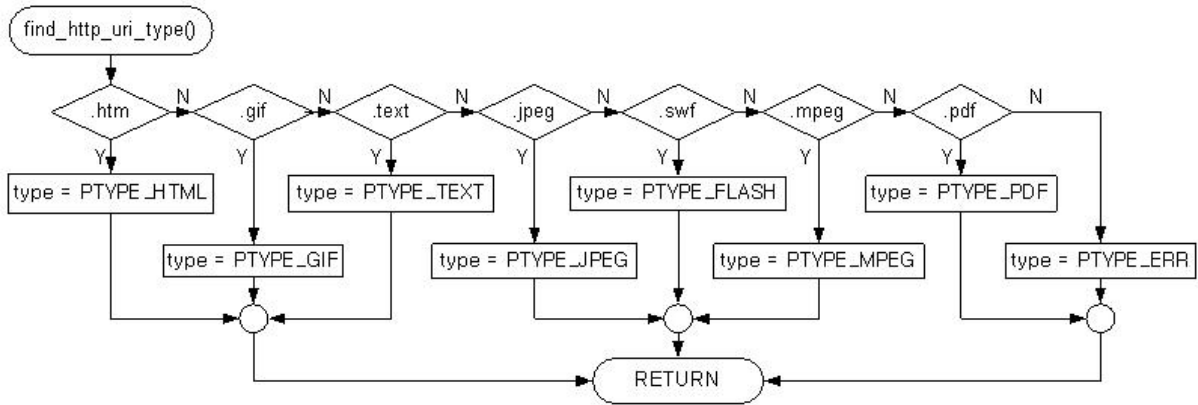 find_http_uri_type()
N N N N N N N
.htm .gif .text .jpeg .swf .mpeg .pdf
Y Y Y Y Y Y Y
type = PTYPE_HTML type = PTYPE_TEXT type = PTYPE_FLASH type = PTYPE_PDF
type = PTYPE_GIF type = PTYPE_JPEG type = PTYPE_MPEG type = PTYPE_ERR
RETURN